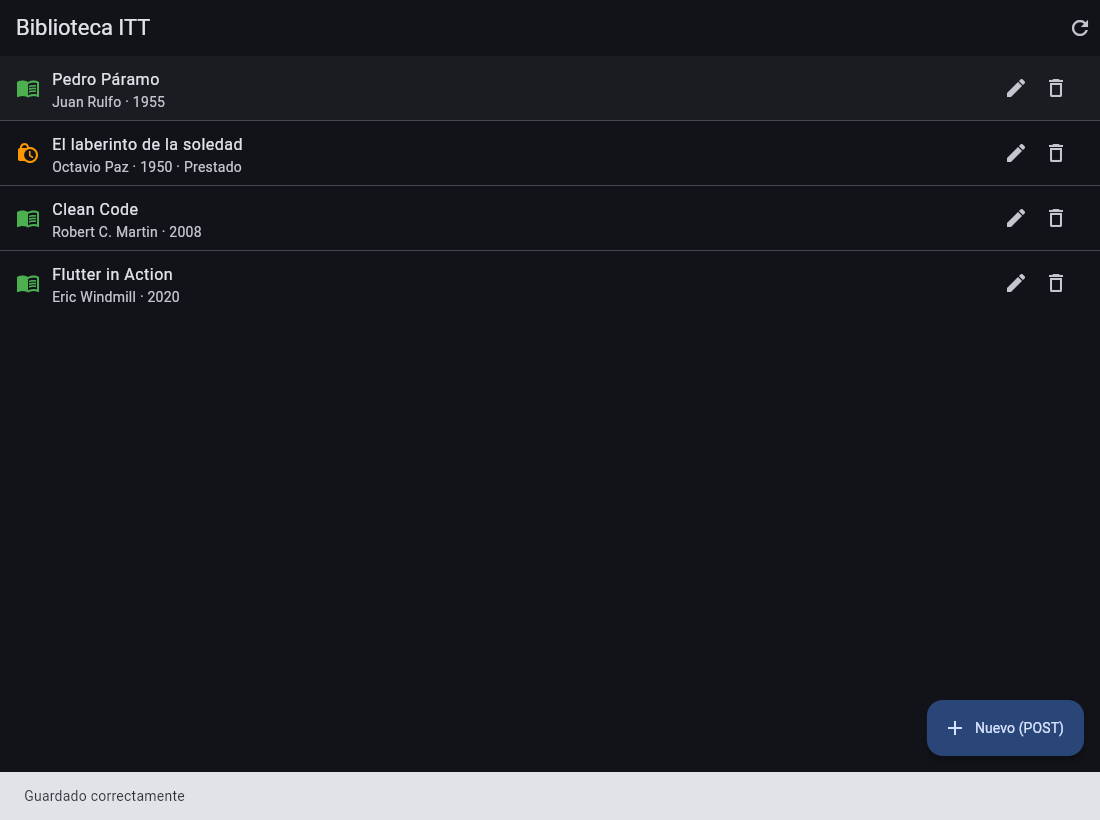 Biblioteca ITT
Pedro Páramo
Juan Rulfo · 1955
El laberinto de la soledad
Octavio Paz · 1950 · Prestado
Clean Code
Robert C. Martin · 2008
Flutter in Action
Eric Windmill · 2020
Nuevo (POST)
Guardado correctamente